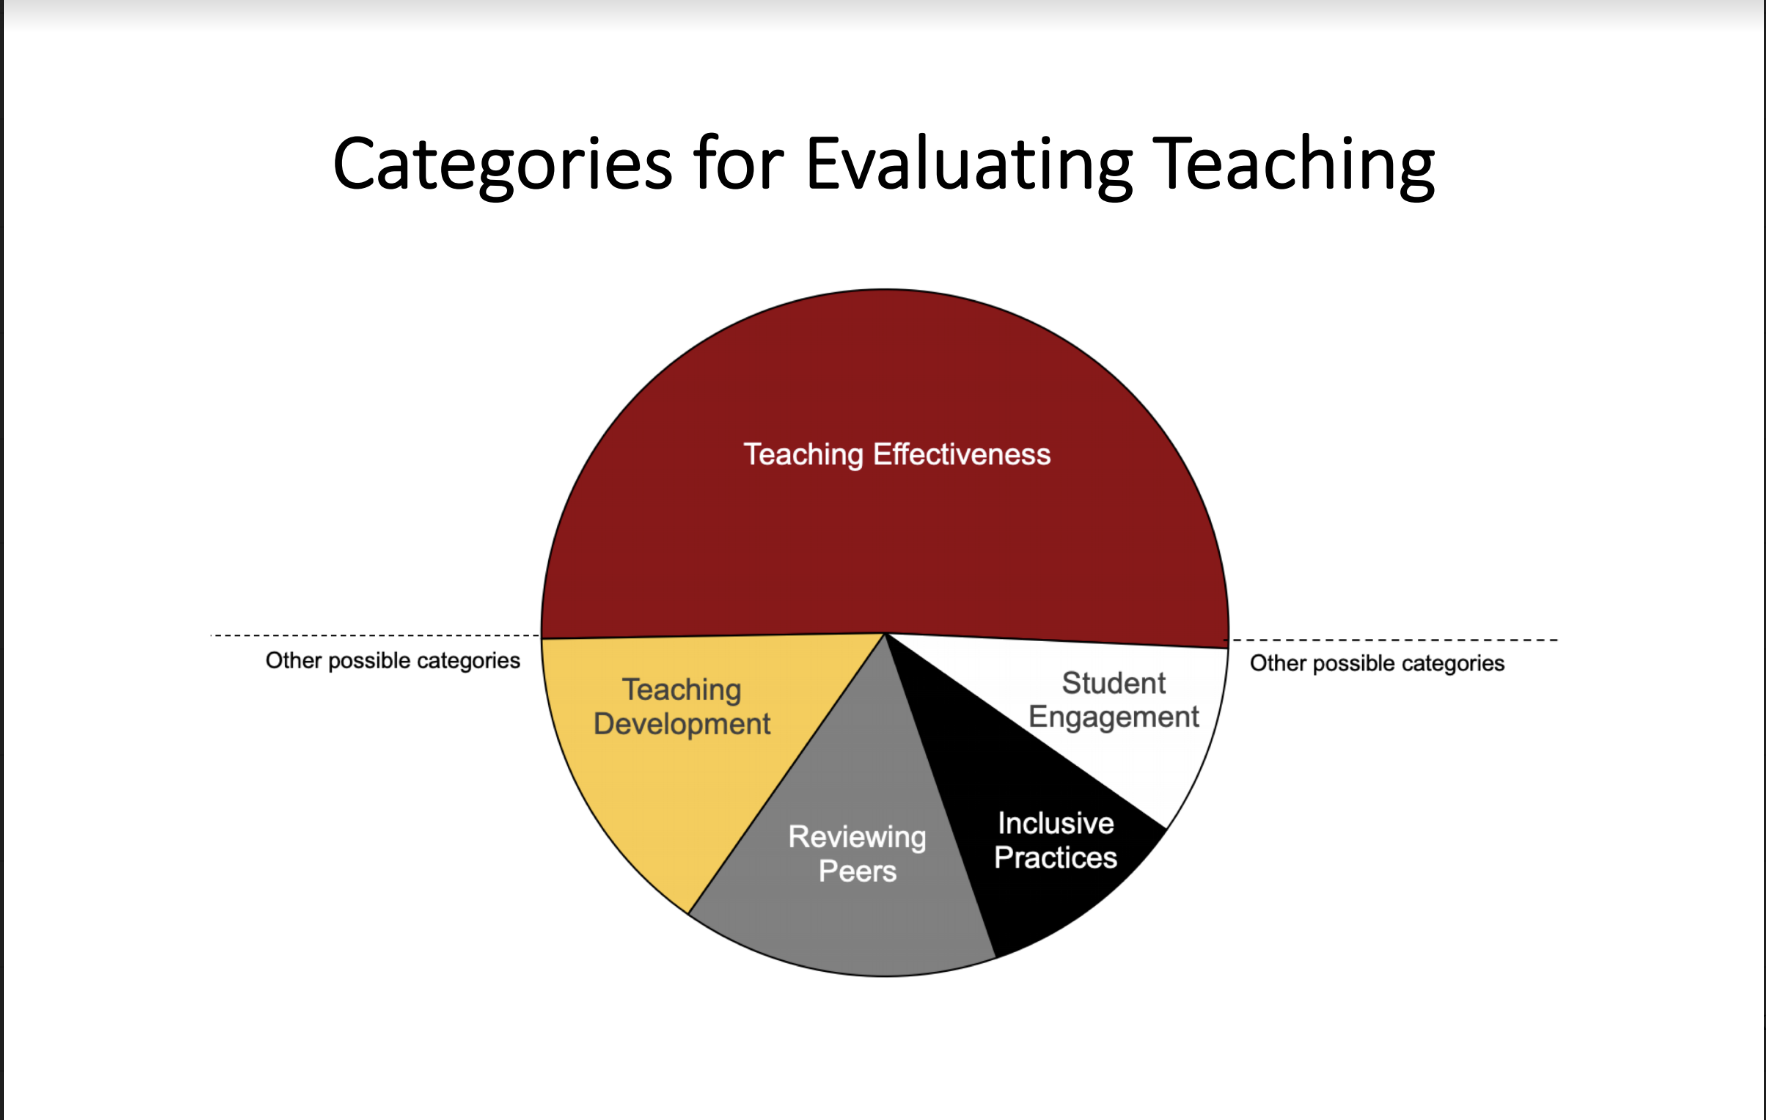 Categories for Evaluating Teaching
Teaching Effectiveness
Other possible categories
Other possible categories
Teaching
Development
Student
Engagement
Reviewing
Peers
Inclusive
Practices